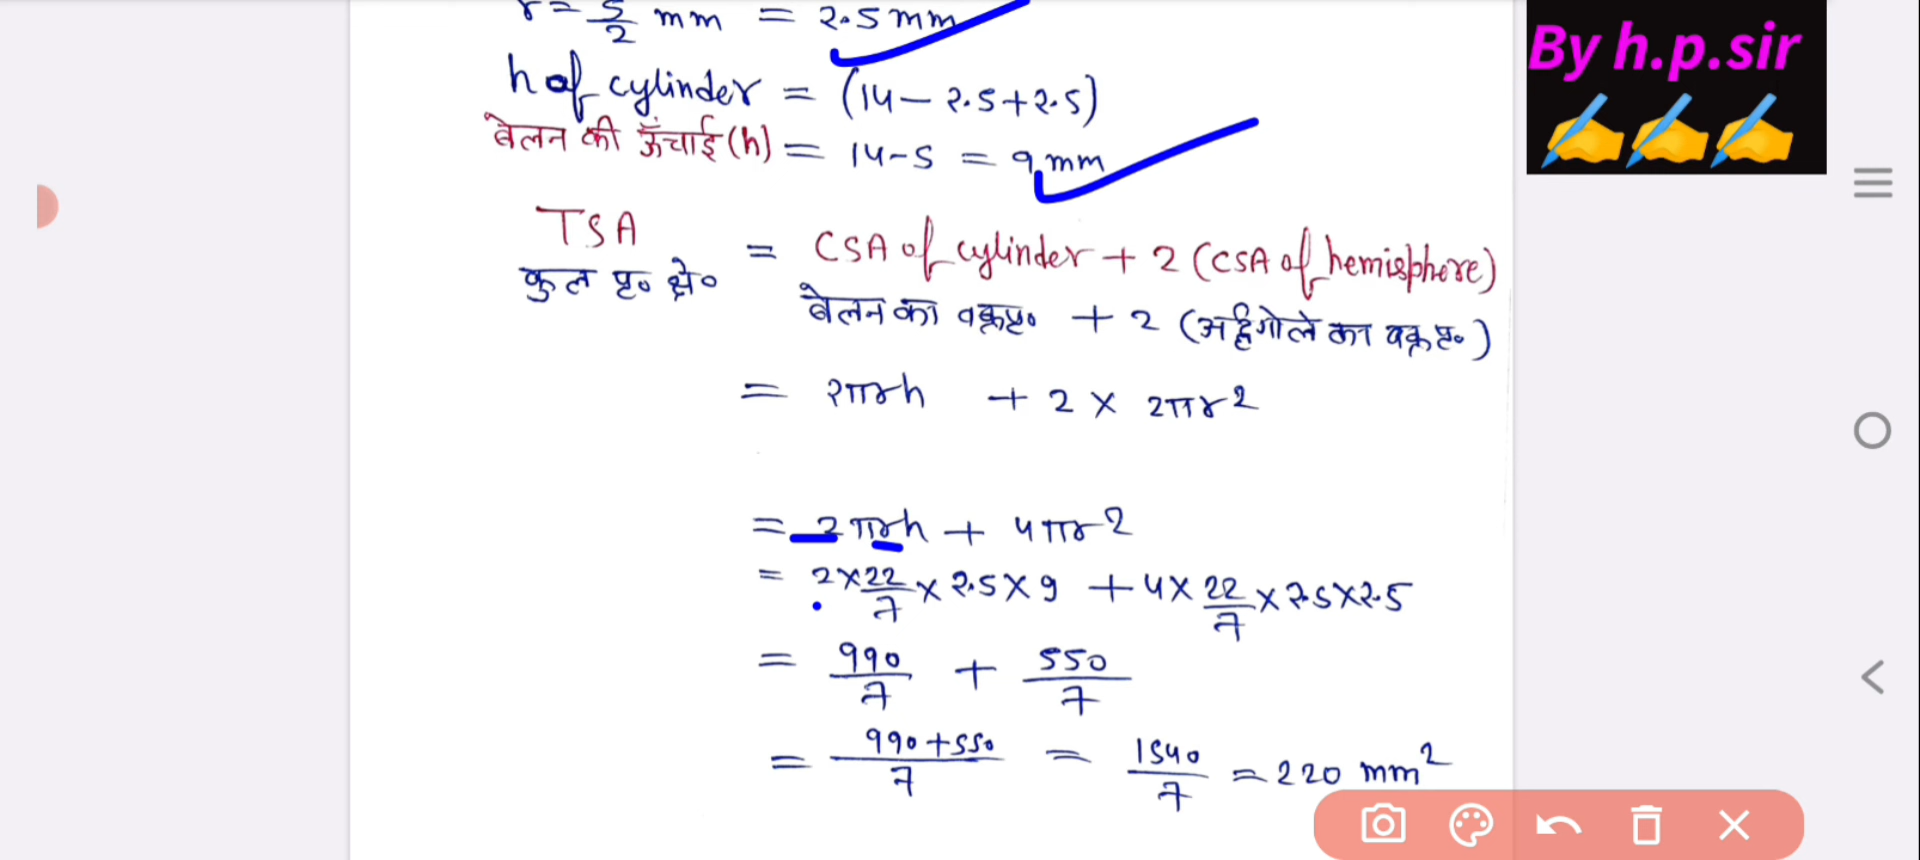 r = 5/2 mm = 2.5mm
By h.p.sir
h of cylinder = (14 - 2.5+2.5)
बेलन की ऊँचाई (h) = 14-5 = 9 mm
TSA = CSA of cylinder + 2 (CSA of hemisphere)
कुल पृ० क्षे० बेलन का वक्रपृ० + 2 (अर्द्धगोले का वक्रपृ०)
= 2πrh + 2 × 2πr2
= 2πrh + 4πr2
= 2×22/7 × 2.5×9 + 4×22/7×2.5×2.5
= 990/7 + 550/7
= 990+550/7 = 1540/7 = 220 mm2